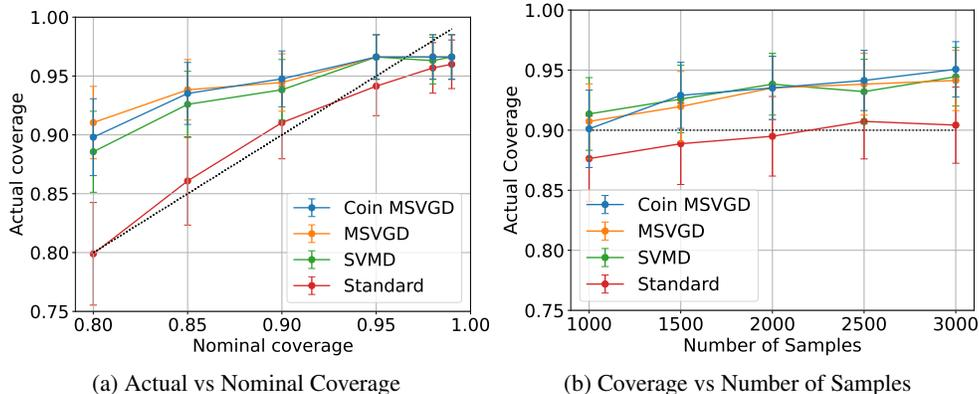 1.00
0.95
0.90
0.85
0.80
0.75
Actual coverage
0.80 0.85 0.90 0.95 1.00
Nominal coverage
Coin MSVGD
MSVGD
SVMD
Standard
(a) Actual vs Nominal Coverage
1.00
0.95
0.90
0.85
0.80
0.75
Actual Coverage
1000 1500 2000 2500 3000
Number of Samples
Coin MSVGD
MSVGD
SVMD
Standard
(b) Coverage vs Number of Samples